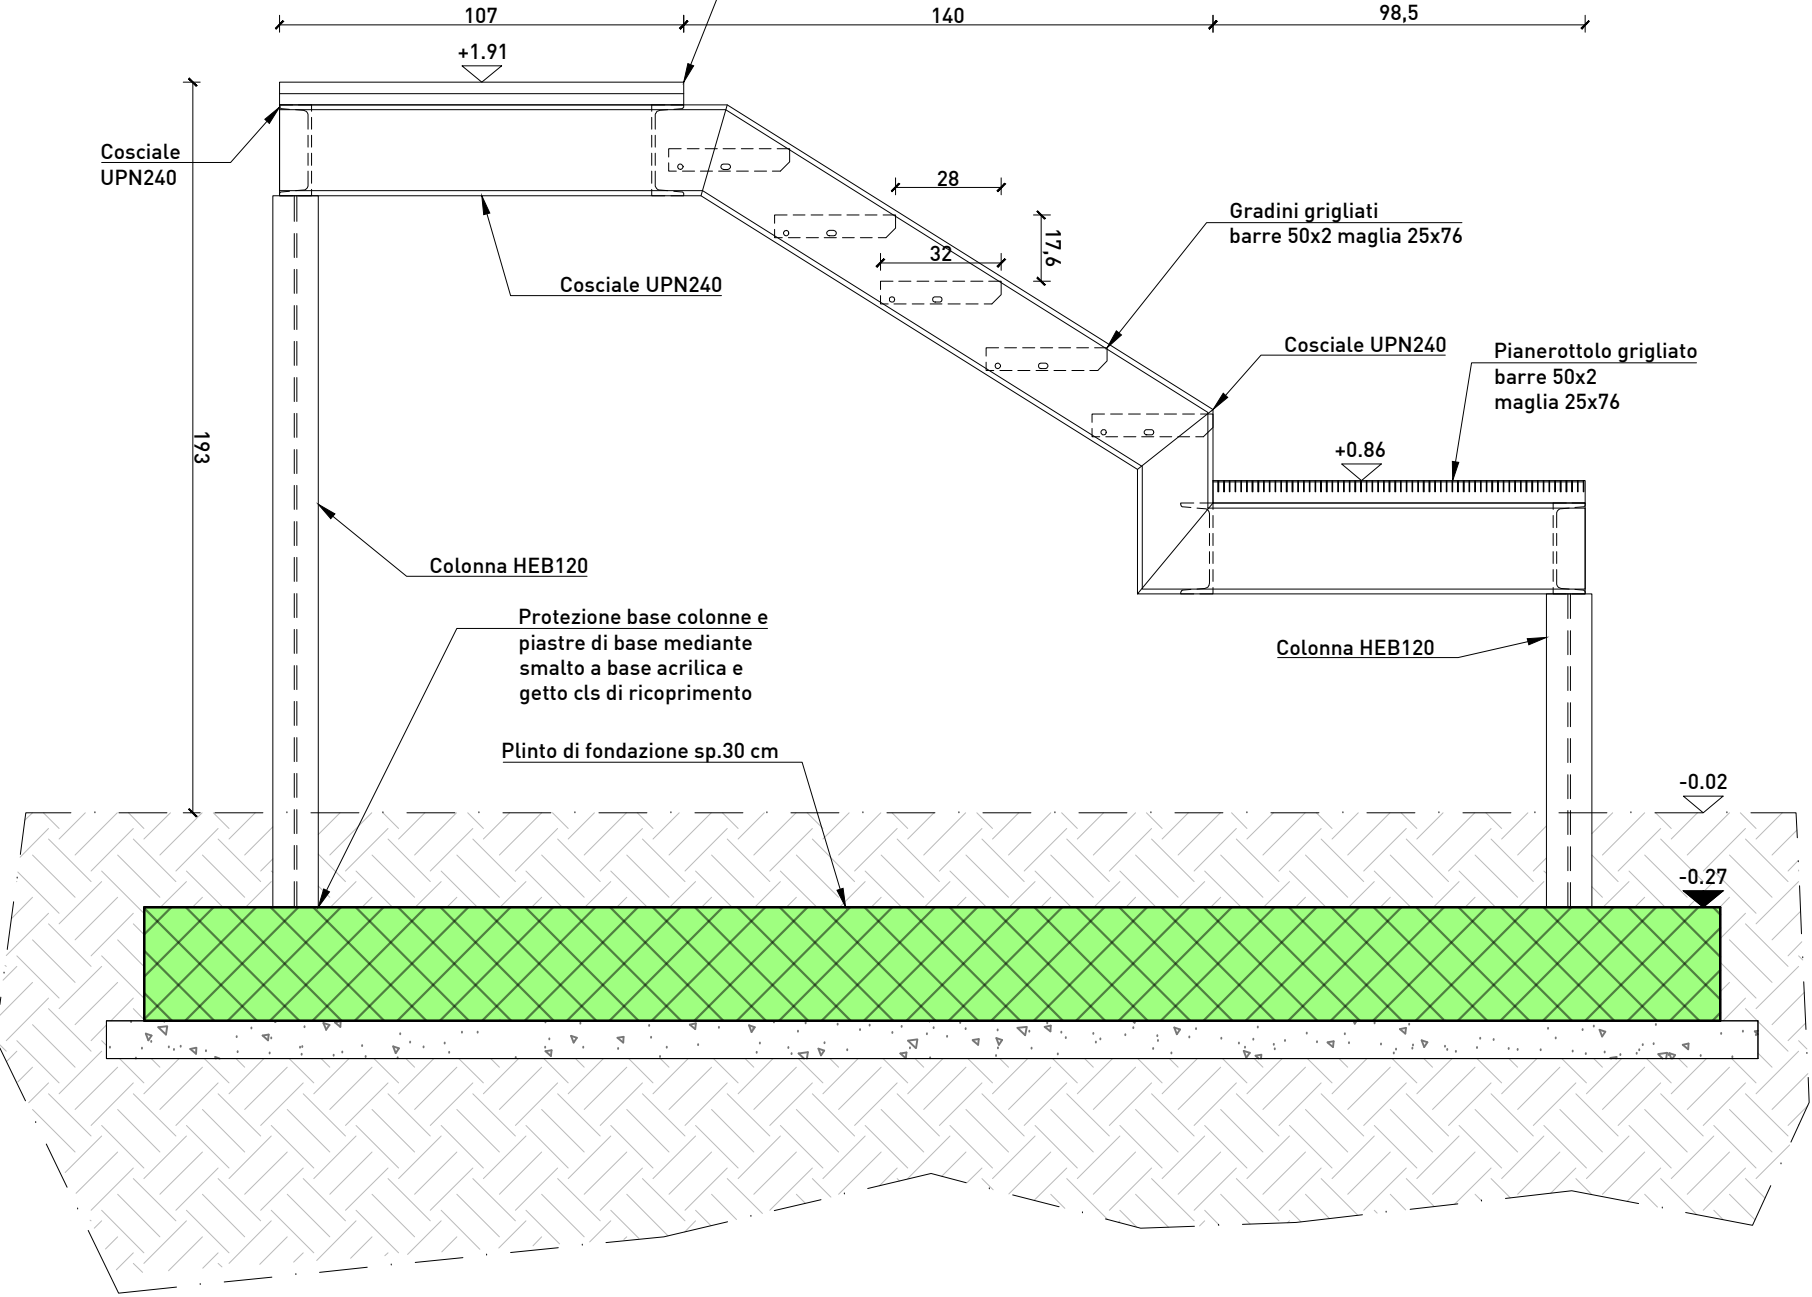 107
140
98,5
+1.91
Cosciale
UPN240
28
Gradini grigliati
barre 50x2 maglia 25x76
17,6
32
Cosciale UPN240
Cosciale UPN240
Pianerottolo grigliato
barre 50x2
maglia 25x76
193
+0.86
Colonna HEB120
Protezione base colonne e
piastre di base mediante
smalto a base acrilica e
getto cls di ricoprimento
Colonna HEB120
Plinto di fondazione sp.30 cm
-0.02
-0.27